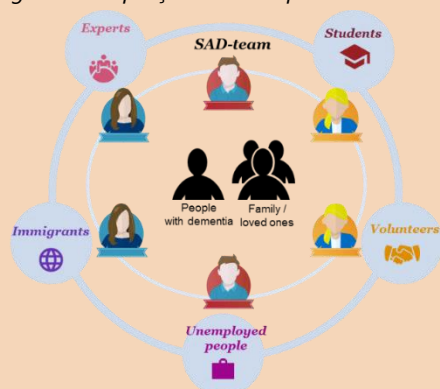 Experts
SAD-team
Students
People
with dementia
Family /
loved ones
Immigrants
Volunteers
Unemployed
people